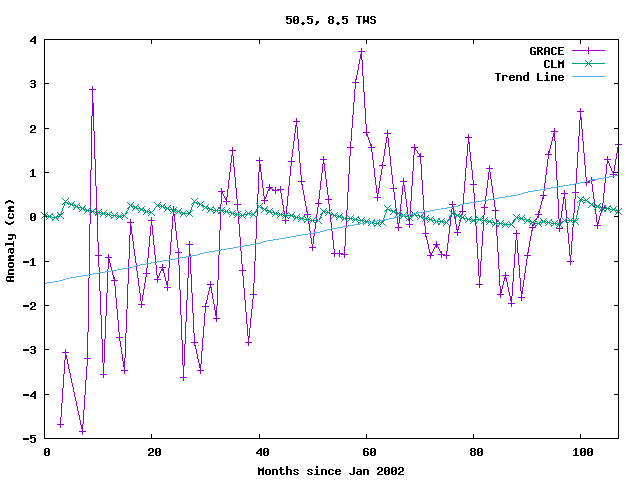 50.5, 8.5 TWS
GRACE
CLM
Trend Line
4
3
2
1
0
-1
-2
-3
-4
-5
Anomaly (cm)
0 20 40 60 80 100
Months since Jan 2002